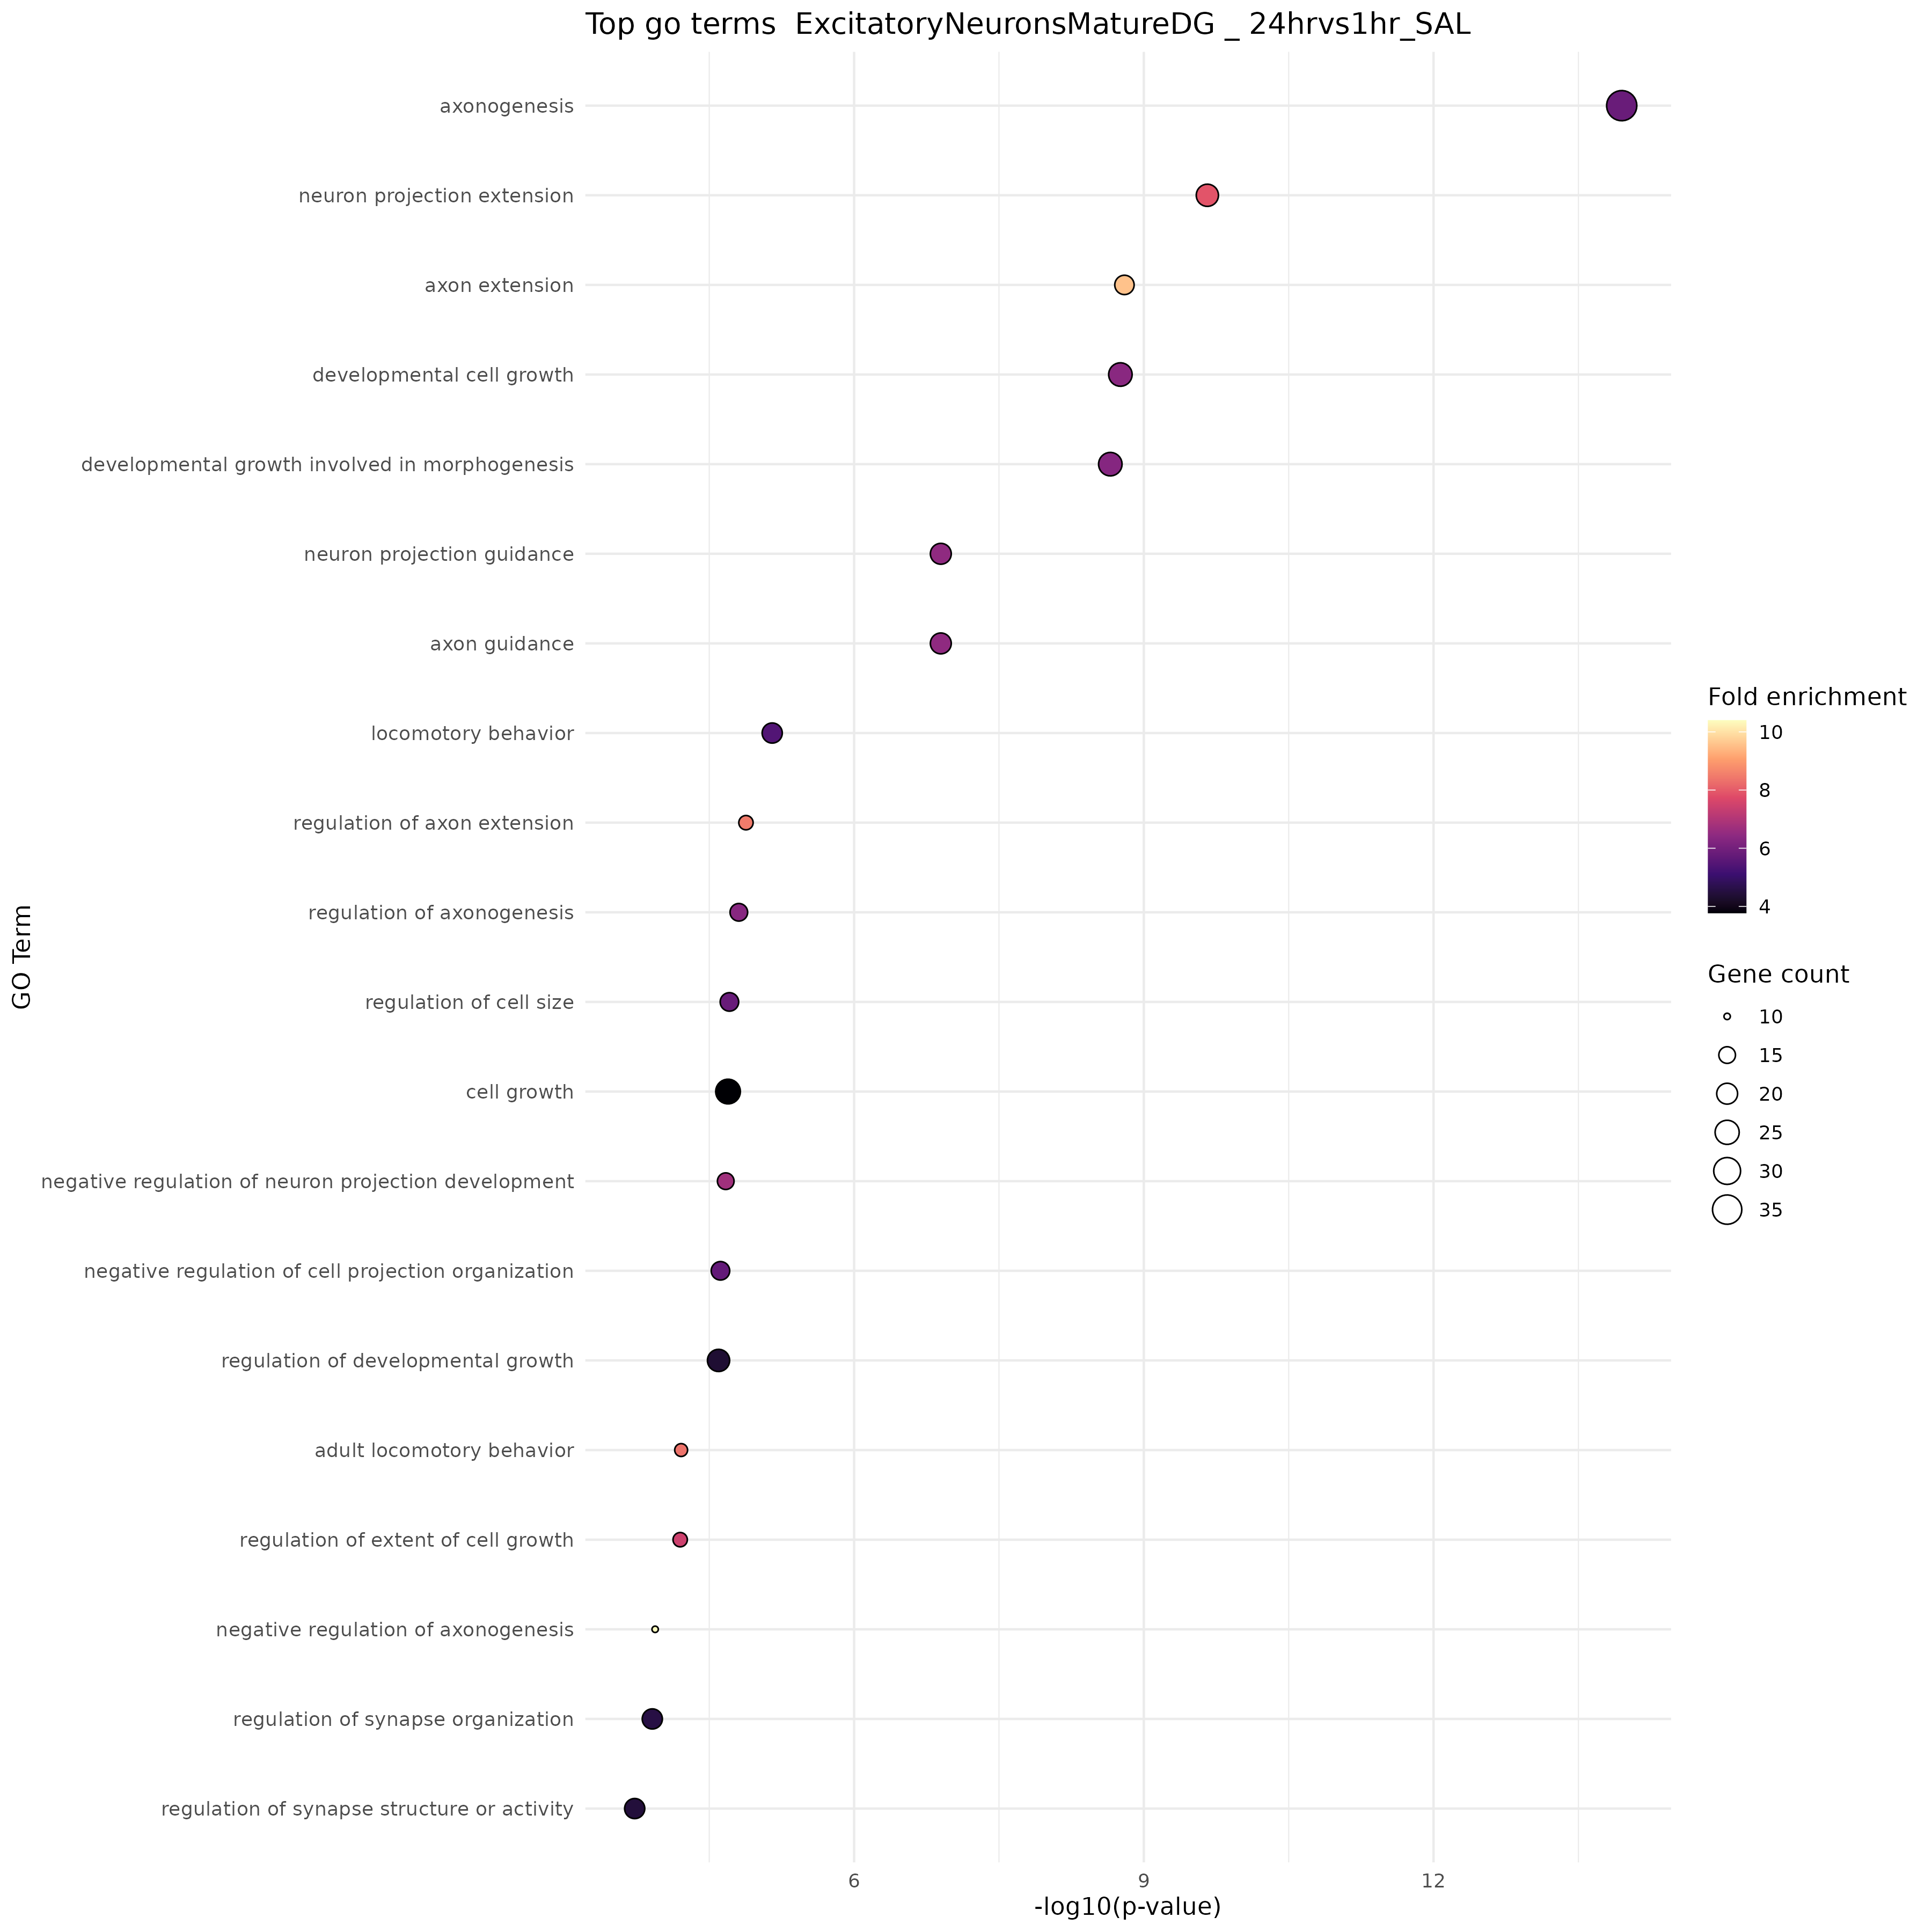 Top go terms  ExcitatoryNeuronsMatureDG _ 24hrvs1hr_SAL
axonogenesis
neuron projection extension
axon extension
developmental cell growth
developmental growth involved in morphogenesis
neuron projection guidance
axon guidance
locomotory behavior
regulation of axon extension
regulation of axonogenesis
regulation of cell size
cell growth
negative regulation of neuron projection development
negative regulation of cell projection organization
regulation of developmental growth
adult locomotory behavior
regulation of extent of cell growth
negative regulation of axonogenesis
regulation of synapse organization
regulation of synapse structure or activity
GO Term
6
9
12
-log10(p-value)
Fold enrichment
10
8
6
4
Gene count
10
15
20
25
30
35